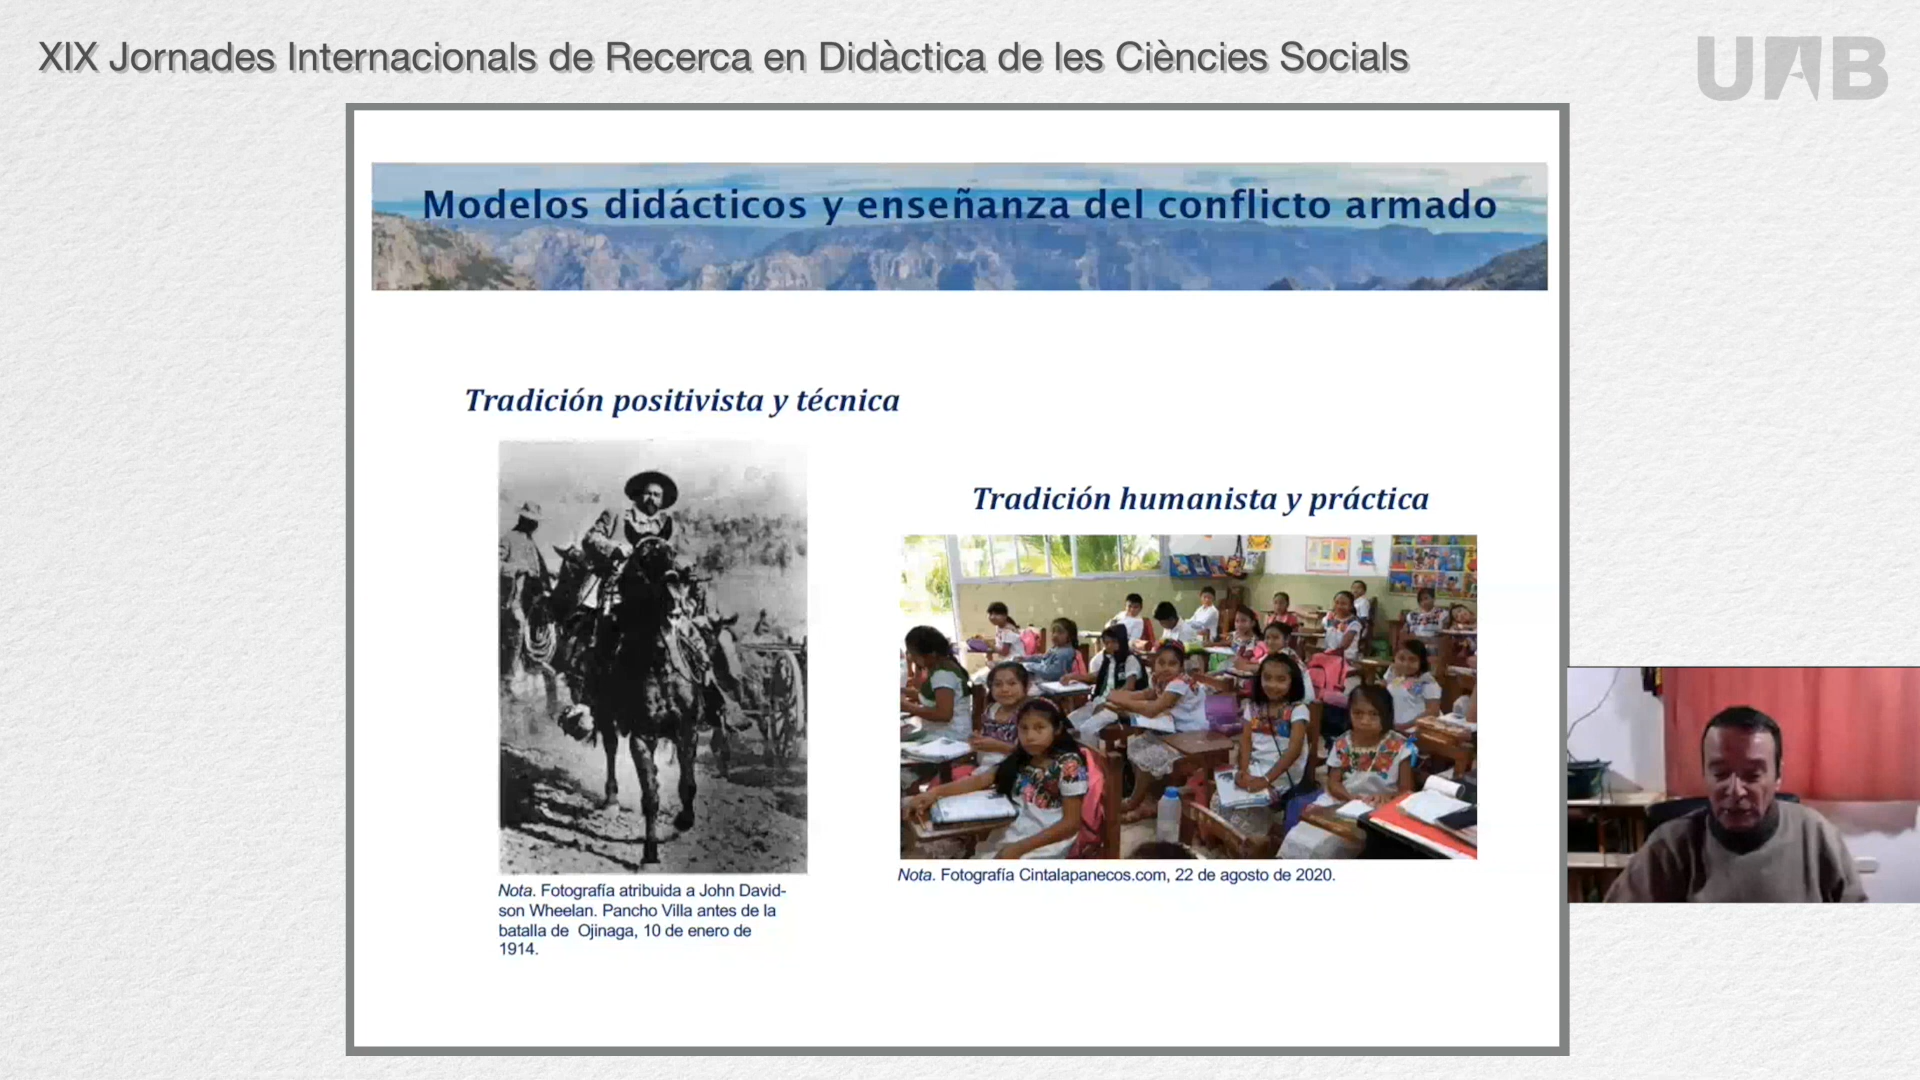 XIX Jornades Internacionals de Recerca en Didàctica de les Ciències Socials
UAB
Modelos didácticos y enseñanza del conflicto armado
Tradición positivista y técnica
Nota. Fotografía atribuida a John David-
son Wheelan. Pancho Villa antes de la
batalla de Ojinaga, 10 de enero de
1914.
Tradición humanista y práctica
Nota. Fotografía Cintalapanecos.com, 22 de agosto de 2020.